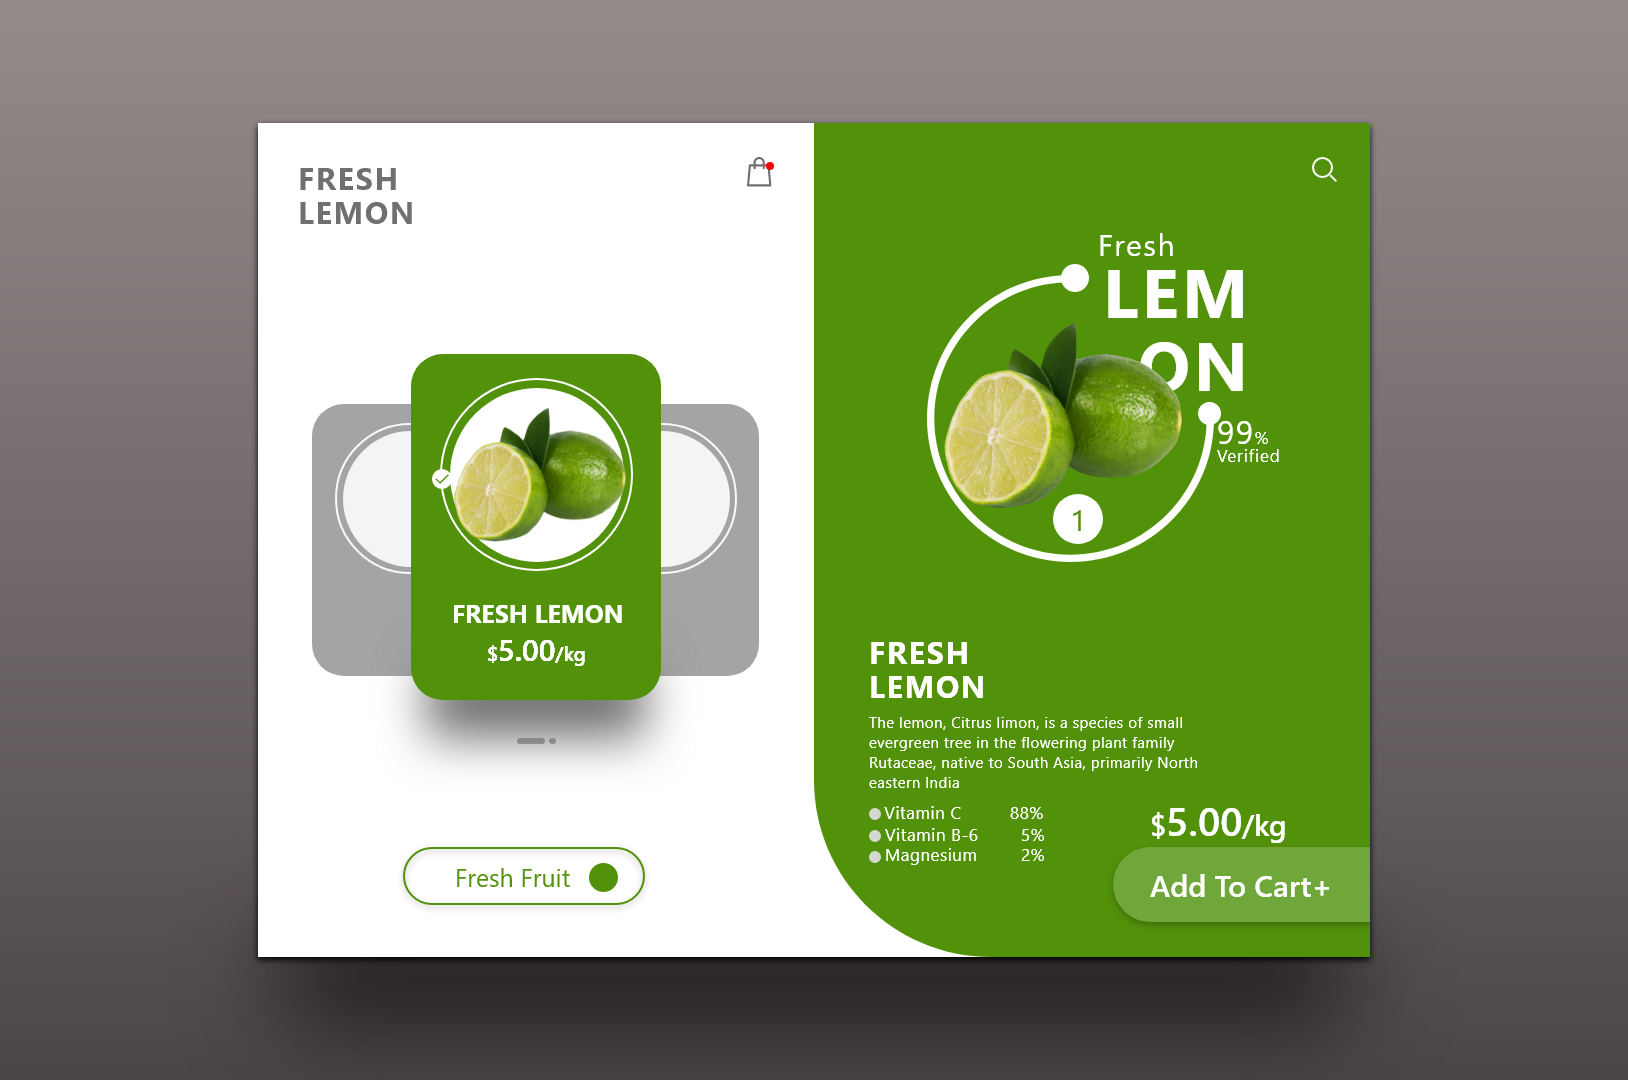 FRESH
LEMON
FRESH LEMON
$5.00/kg
Fresh Fruit
Fresh
LEM
ON
99%
Verified
1
FRESH
LEMON
The lemon, Citrus limon, is a species of small
evergreen tree in the flowering plant family
Rutaceae, native to South Asia, primarily North
eastern India
Vitamin C 88%
Vitamin B-6 5%
Magnesium 2%
$5.00/kg
Add To Cart+